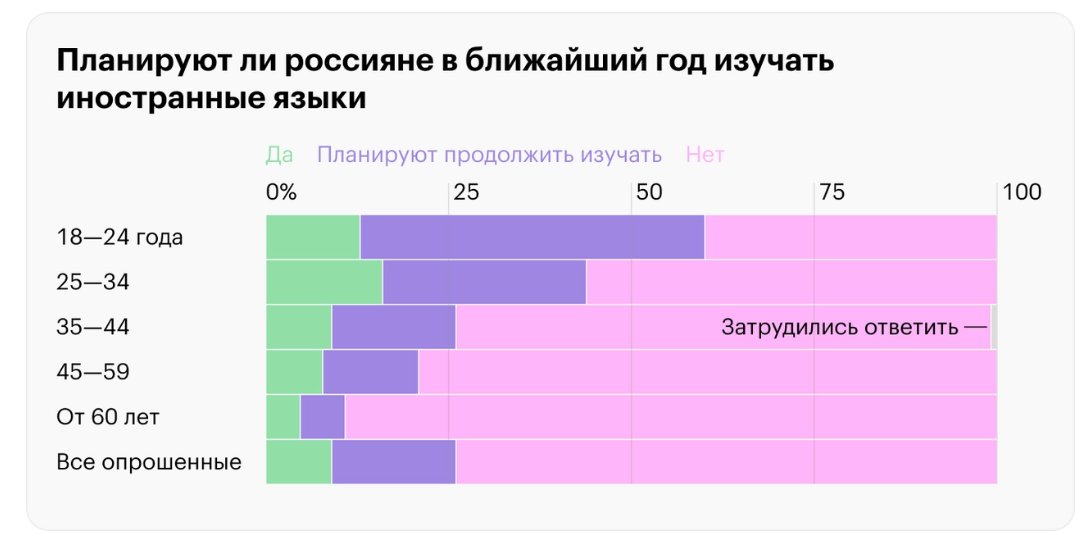 Планируют ли россияне в ближайший год изучать
иностранные языки
Да Планируют продолжить изучать Нет
0% 25 50 75 100
18—24 года
25—34
35—44 Затрудились ответить —
45—59
От 60 лет
Все опрошенные